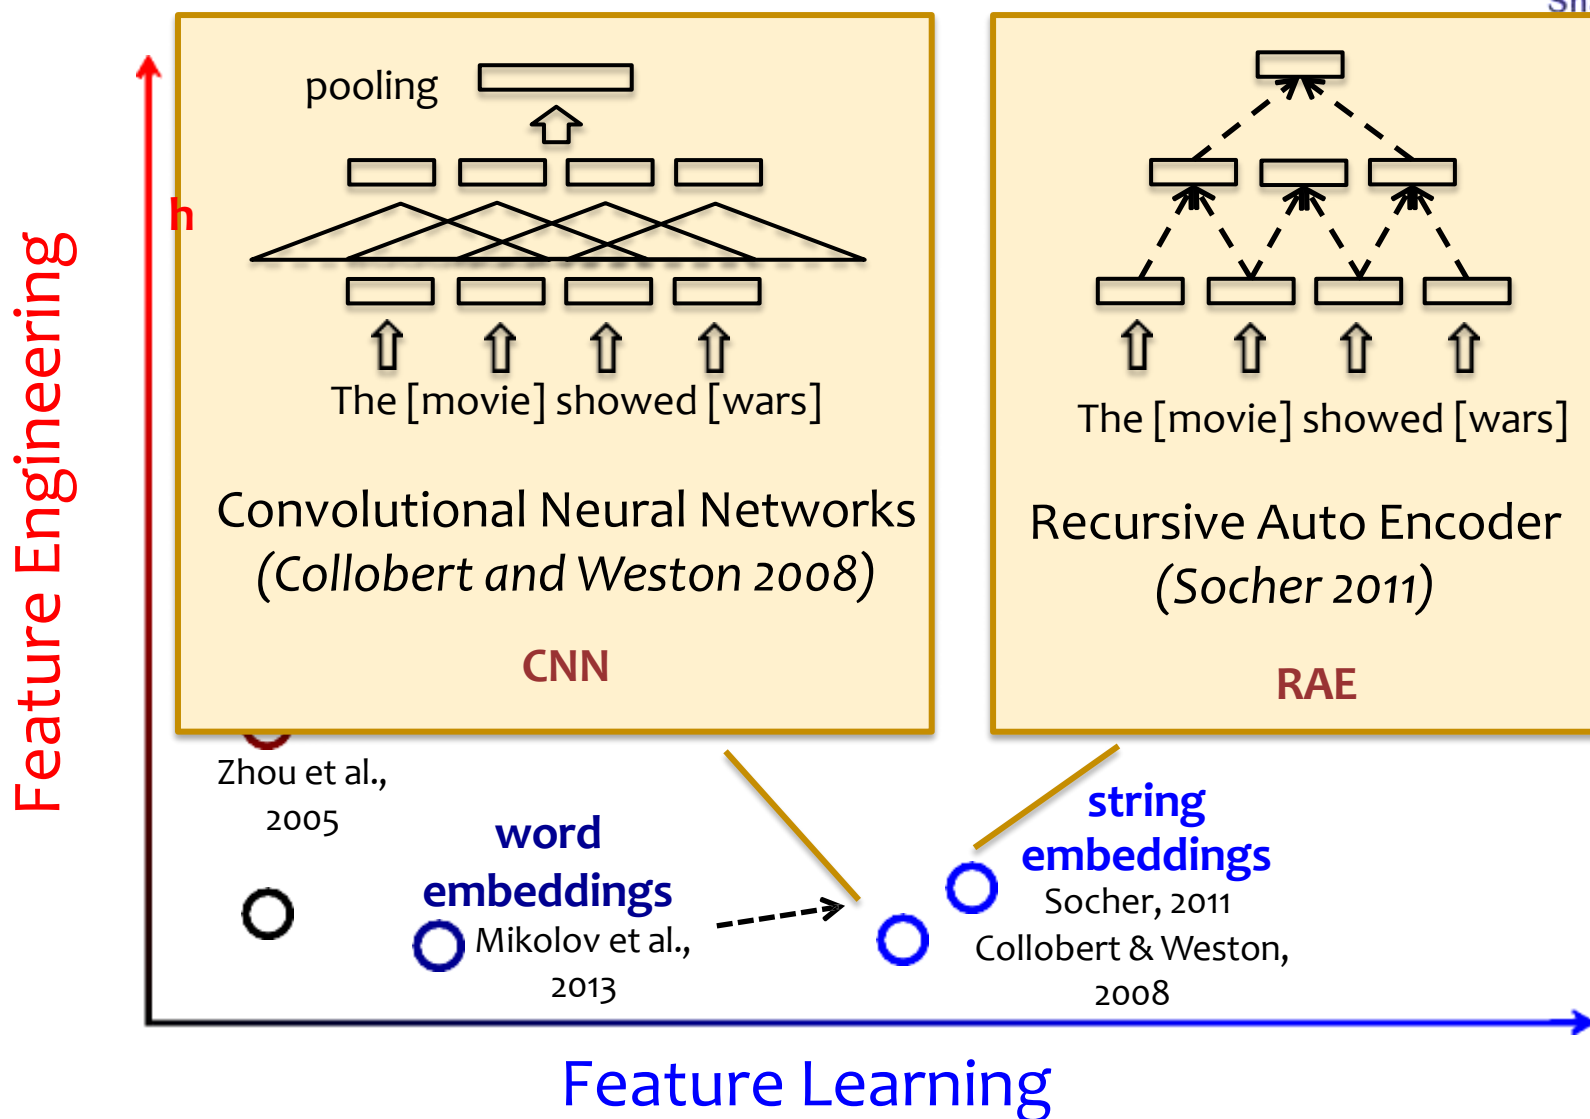 pooling
h
The [movie] showed [wars]
Convolutional Neural Networks
(Collobert and Weston 2008)
CNN
The [movie] showed [wars]
Recursive Auto Encoder
(Socher 2011)
RAE
Feature Engineering
Zhou et al.,
2005
word
embeddings
Mikolov et al.,
2013
string
embeddings
Socher, 2011
Collobert & Weston,
2008
Feature Learning